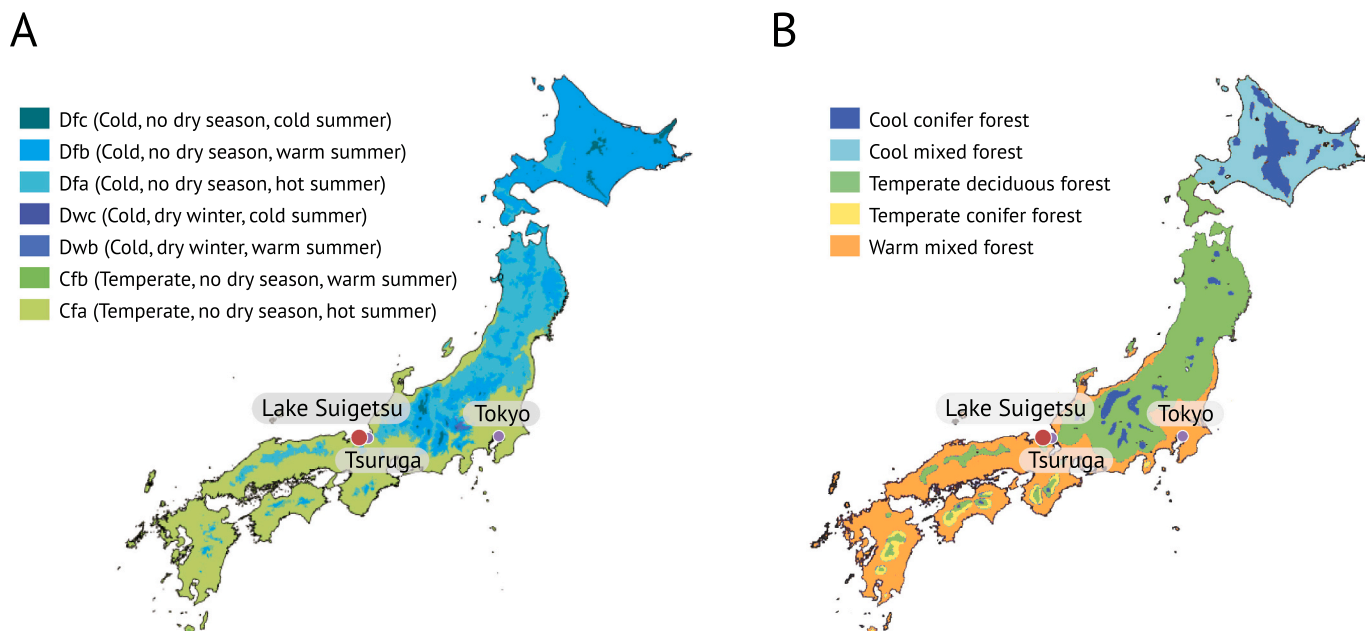 A
B
Dfc (Cold, no dry season, cold summer)
Dfb (Cold, no dry season, warm summer)
Dfa (Cold, no dry season, hot summer)
Dwc (Cold, dry winter, cold summer)
Dwb (Cold, dry winter, warm summer)
Cfb (Temperate, no dry season, warm summer)
Cfa (Temperate, no dry season, hot summer)
Lake Suigetsu
Tokyo
Tsuruga
Cool conifer forest
Cool mixed forest
Temperate deciduous forest
Temperate conifer forest
Warm mixed forest
Lake Suigetsu
Tokyo
Tsuruga